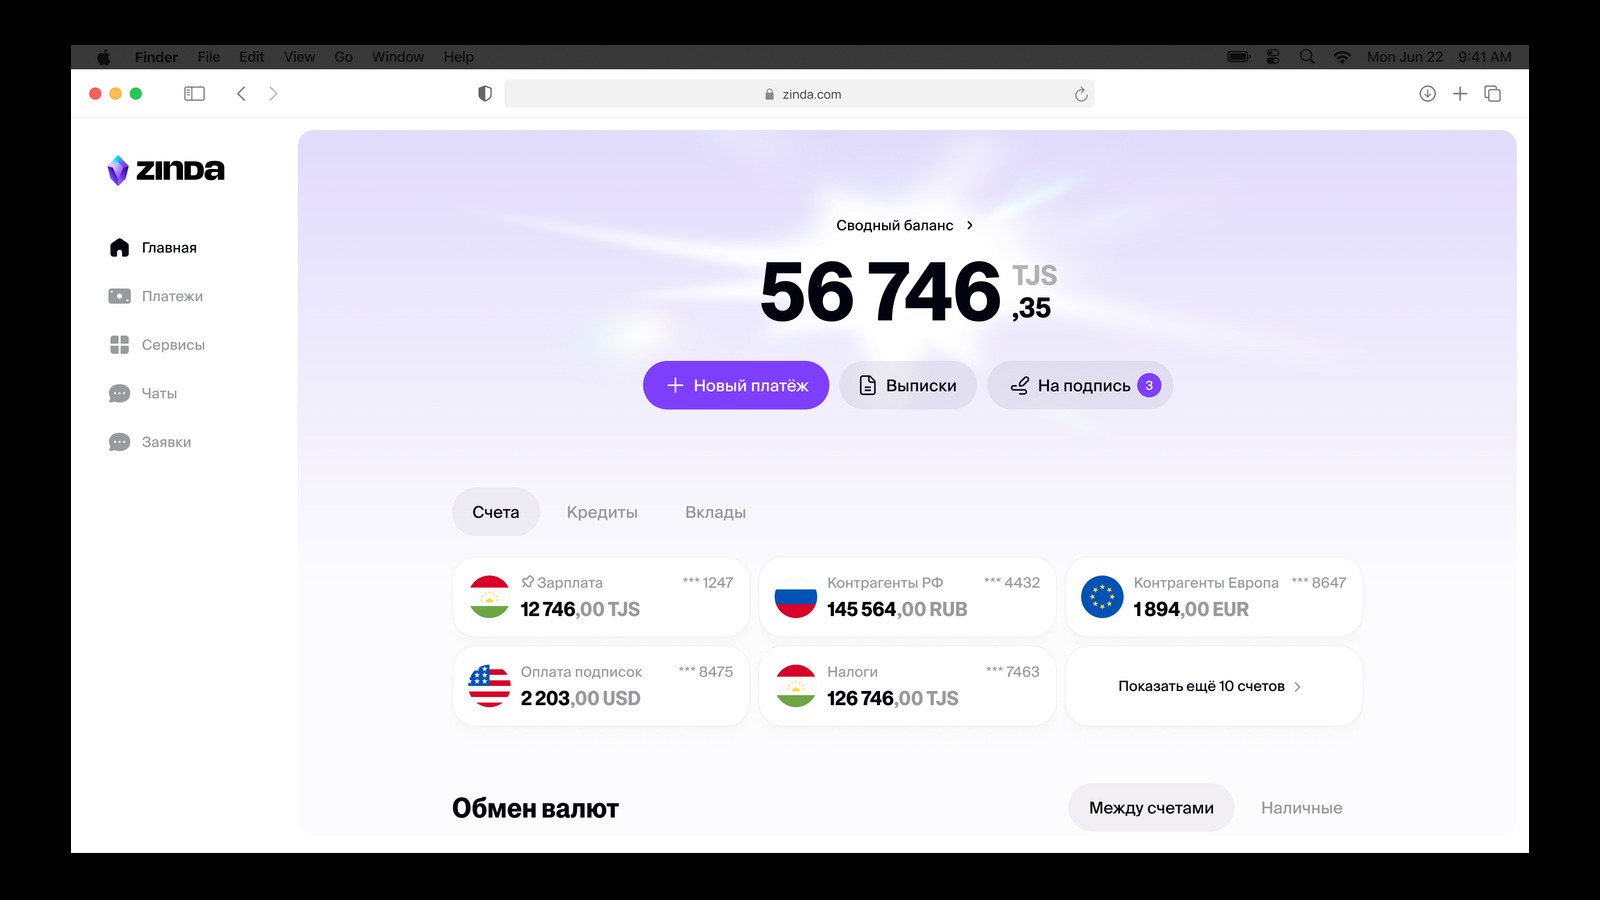 Finder File Edit View Go Window Help Mon Jun 22 9:41 AM
zinda.com
ZINDA
Главная
Платежи
Сервисы
Чаты
Заявки
Сводный баланс
56 746,35 TJS
Новый платёж Выписки На подпись 3
Счета Кредиты Вклады
Зарплата *** 1247
12 746,00 TJS
Контрагенты РФ *** 4432
145 564,00 RUB
Контрагенты Европа *** 8647
1 894,00 EUR
Оплата подписок *** 8475
2 203,00 USD
Налоги *** 7463
126 746,00 TJS
Показать ещё 10 счетов
Обмен валют
Между счетами Наличные